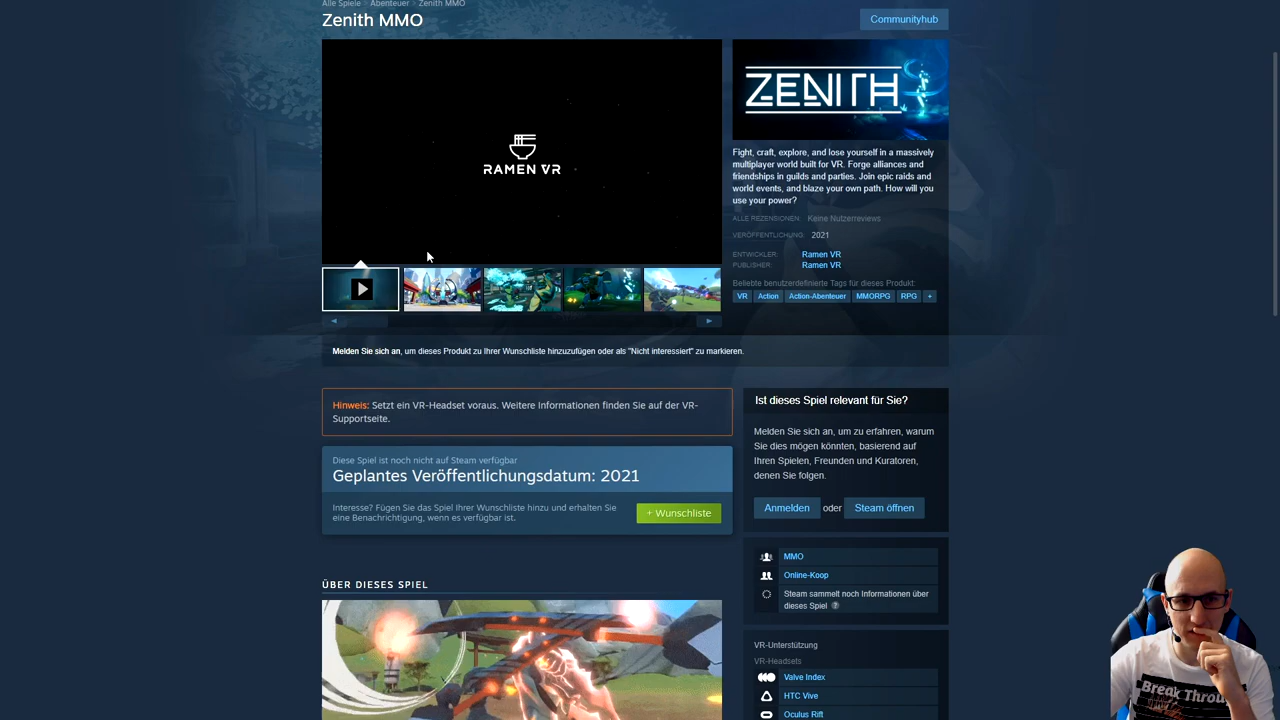 Alle Spiele > Abenteuer > Zenith MMO
Zenith MMO
Communityhub
RAMEN VR
ZENITH
Fight, craft, explore, and lose yourself in a massively
multiplayer world built for VR. Forge alliances and
friendships in guilds and parties. Join epic raids and
world events, and blaze your own path. How will you
use your power?
ALLE REZENSIONEN: Keine Nutzerreviews
VERÖFFENTLICHUNG: 2021
ENTWICKLER: Ramen VR
PUBLISHER: Ramen VR
Beliebte benutzerdefinierte Tags für dieses Produkt:
VR Action Action-Abenteuer MMORPG RPG +
Melden Sie sich an, um dieses Produkt zu Ihrer Wunschliste hinzuzufügen oder als "Nicht interessiert" zu markieren.
Hinweis: Setzt ein VR-Headset voraus. Weitere Informationen finden Sie auf der VR-
Supportseite.
Diese Spiel ist noch nicht auf Steam verfügbar
Geplantes Veröffentlichungsdatum: 2021
Interesse? Fügen Sie das Spiel Ihrer Wunschliste hinzu und erhalten Sie
eine Benachrichtigung, wenn es verfügbar ist.
+ Wunschliste
ÜBER DIESES SPIEL
Ist dieses Spiel relevant für Sie?
Melden Sie sich an, um zu erfahren, warum
Sie dies mögen könnten, basierend auf
Ihren Spielen, Freunden und Kuratoren,
denen Sie folgen.
Anmelden oder Steam öffnen
MMO
Online-Koop
Steam sammelt noch Informationen über
dieses Spiel ?
VR-Unterstützung
VR-Headsets
Valve Index
HTC Vive
Oculus Rift
Break Throu